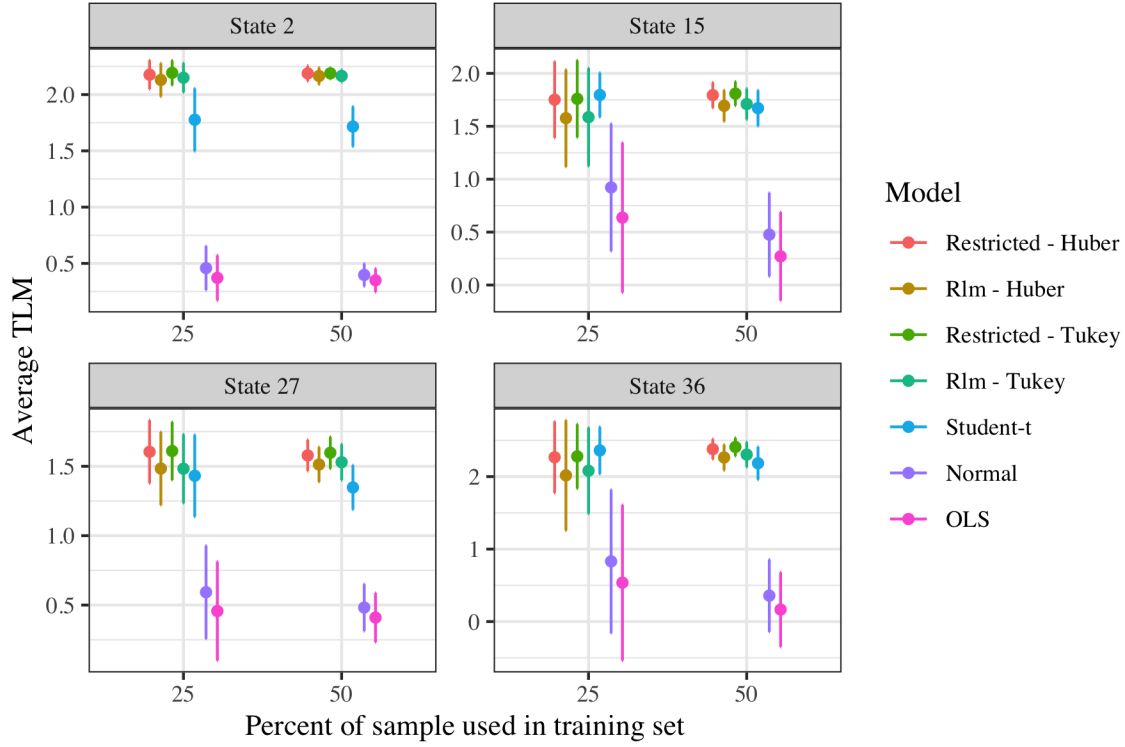 State 2
State 15
2.0
1.5
1.0
0.5
25
50
2.0
1.5
1.0
0.5
0.0
25
50
State 27
State 36
1.5
1.0
0.5
25
50
2
1
0
25
50
Average TLM
Percent of sample used in training set
Model
Restricted - Huber
Rlm - Huber
Restricted - Tukey
Rlm - Tukey
Student-t
Normal
OLS